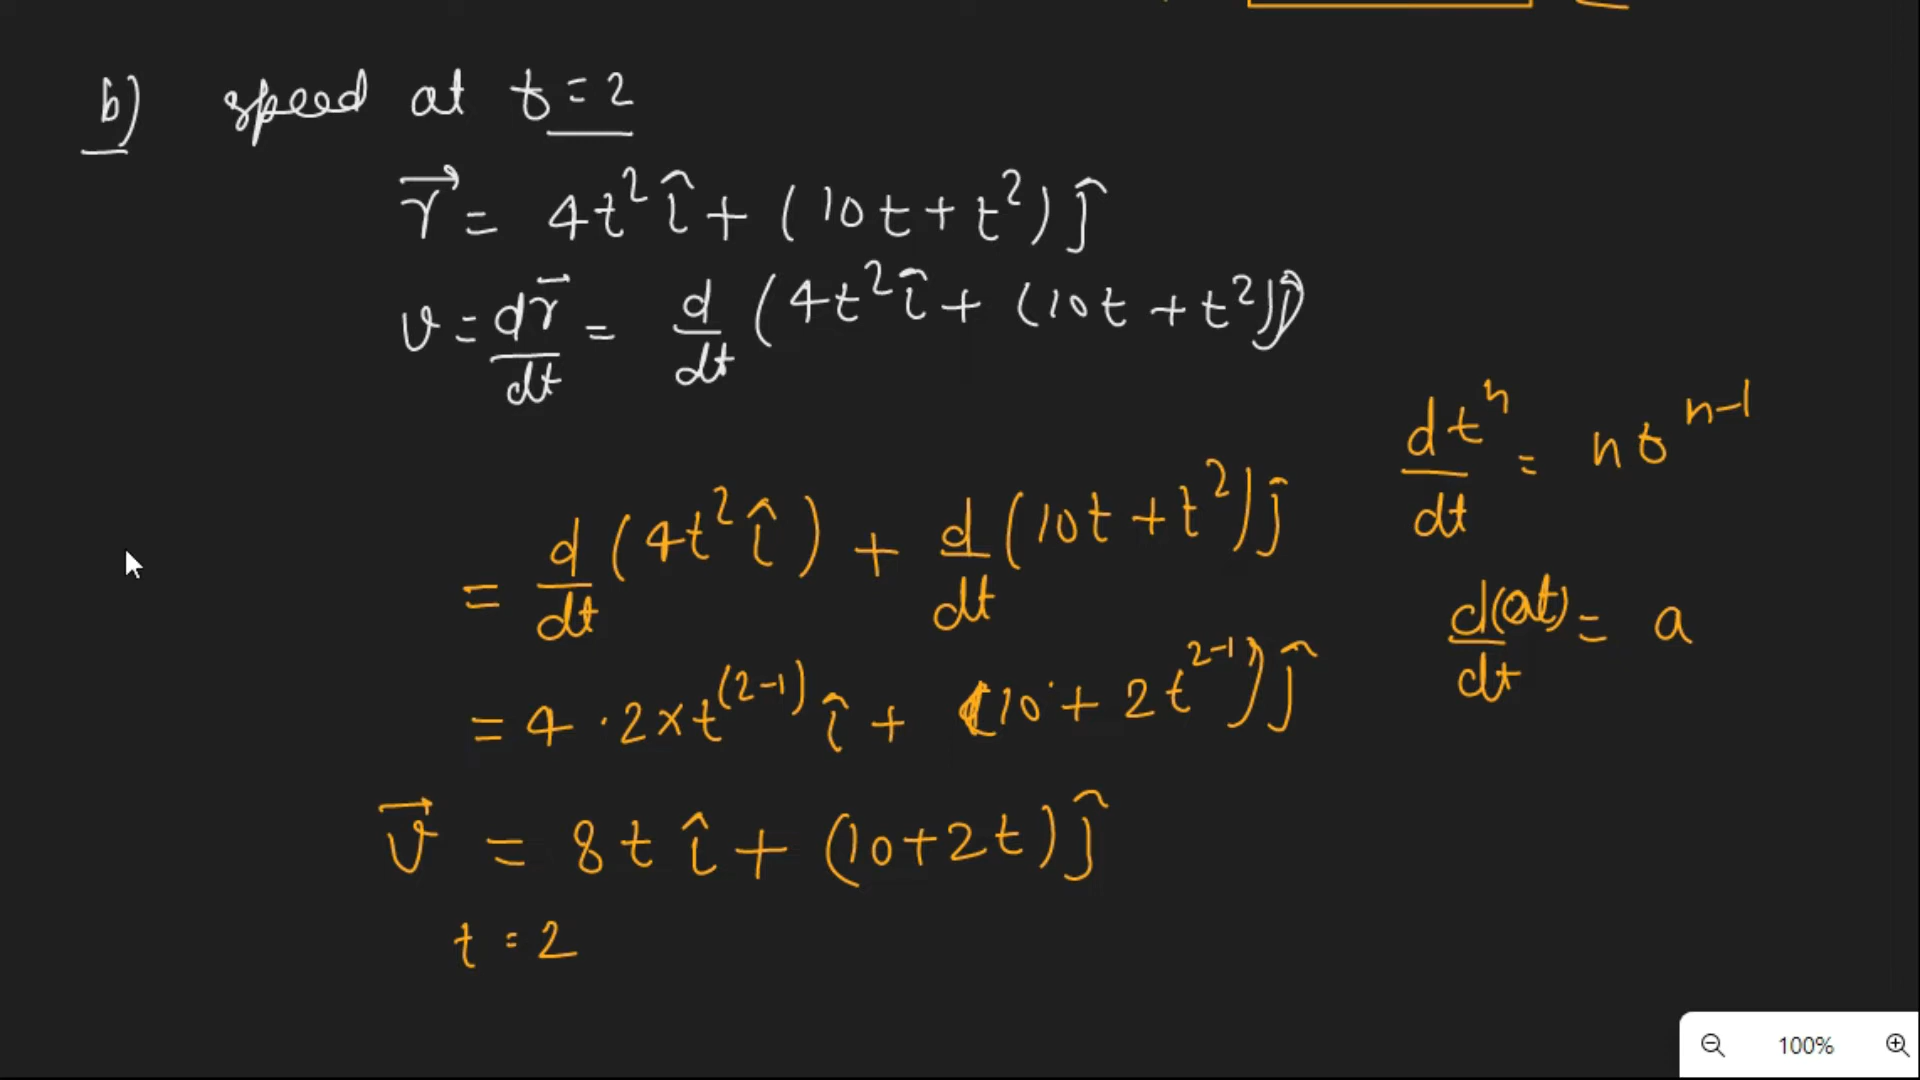 b) speed at t = 2
r⃗ = 4t² î + (10t + t²) ĵ
v = dr⃗/dt = d/dt (4t² î + (10t + t²) ĵ)
dtⁿ/dt = n tⁿ⁻¹
= d/dt (4t² î) + d/dt (10t + t²) ĵ
d(at)/dt = a
= 4 · 2 × t⁽²⁻¹⁾ î + (10 + 2t²⁻¹) ĵ
v⃗ = 8t î + (10 + 2t) ĵ
t = 2
100%